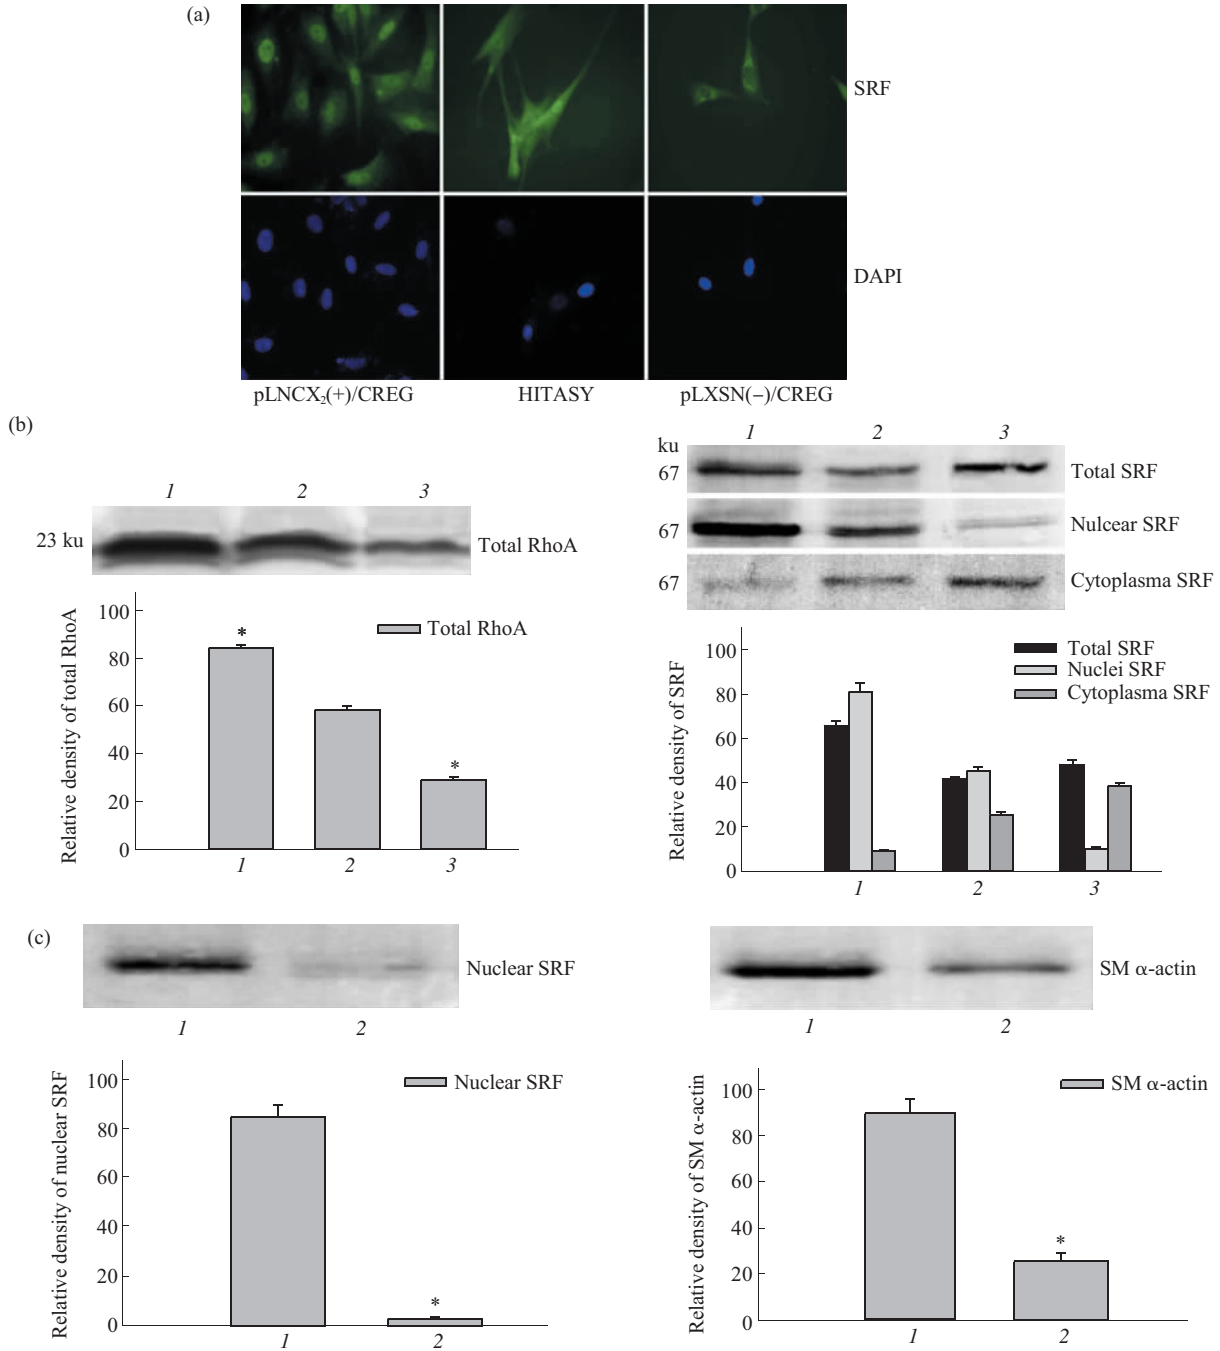 (a)
SRF
DAPI
pLNCX₂(+)/CREG
HITASY
pLXSN(−)/CREG
(b)
1 2 3
23 ku
Total RhoA
Relative density of total RhoA
100
80
60
40
20
0
*
*
Total RhoA
1 2 3
ku
1 2 3
67
Total SRF
67
Nulcear SRF
67
Cytoplasma SRF
Relative density of SRF
100
80
60
40
20
0
Total SRF
Nuclei SRF
Cytoplasma SRF
1 2 3
(c)
Nuclear SRF
1 2
Relative density of nuclear SRF
100
80
60
40
20
0
Nuclear SRF
*
1 2
SM α-actin
1 2
Relative density of SM α-actin
100
80
60
40
20
0
SM α-actin
*
1 2